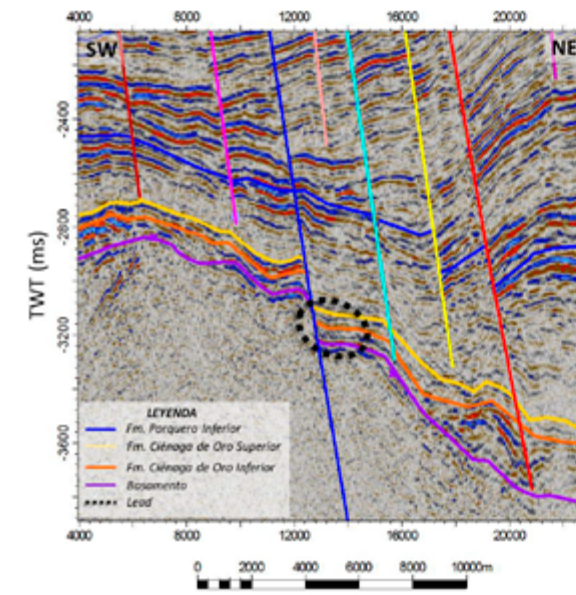 4000 8000 12000 16000 20000
SW NE
-2400
-2800
-3200
-3600
TWT (ms)
LEYENDA
Fm. Porquero Inferior
Fm. Ciénaga de Oro Superior
Fm. Ciénaga de Oro Inferior
Basamento
Lead
4000 8000 12000 16000 20000
0 2000 4000 6000 8000 10000m